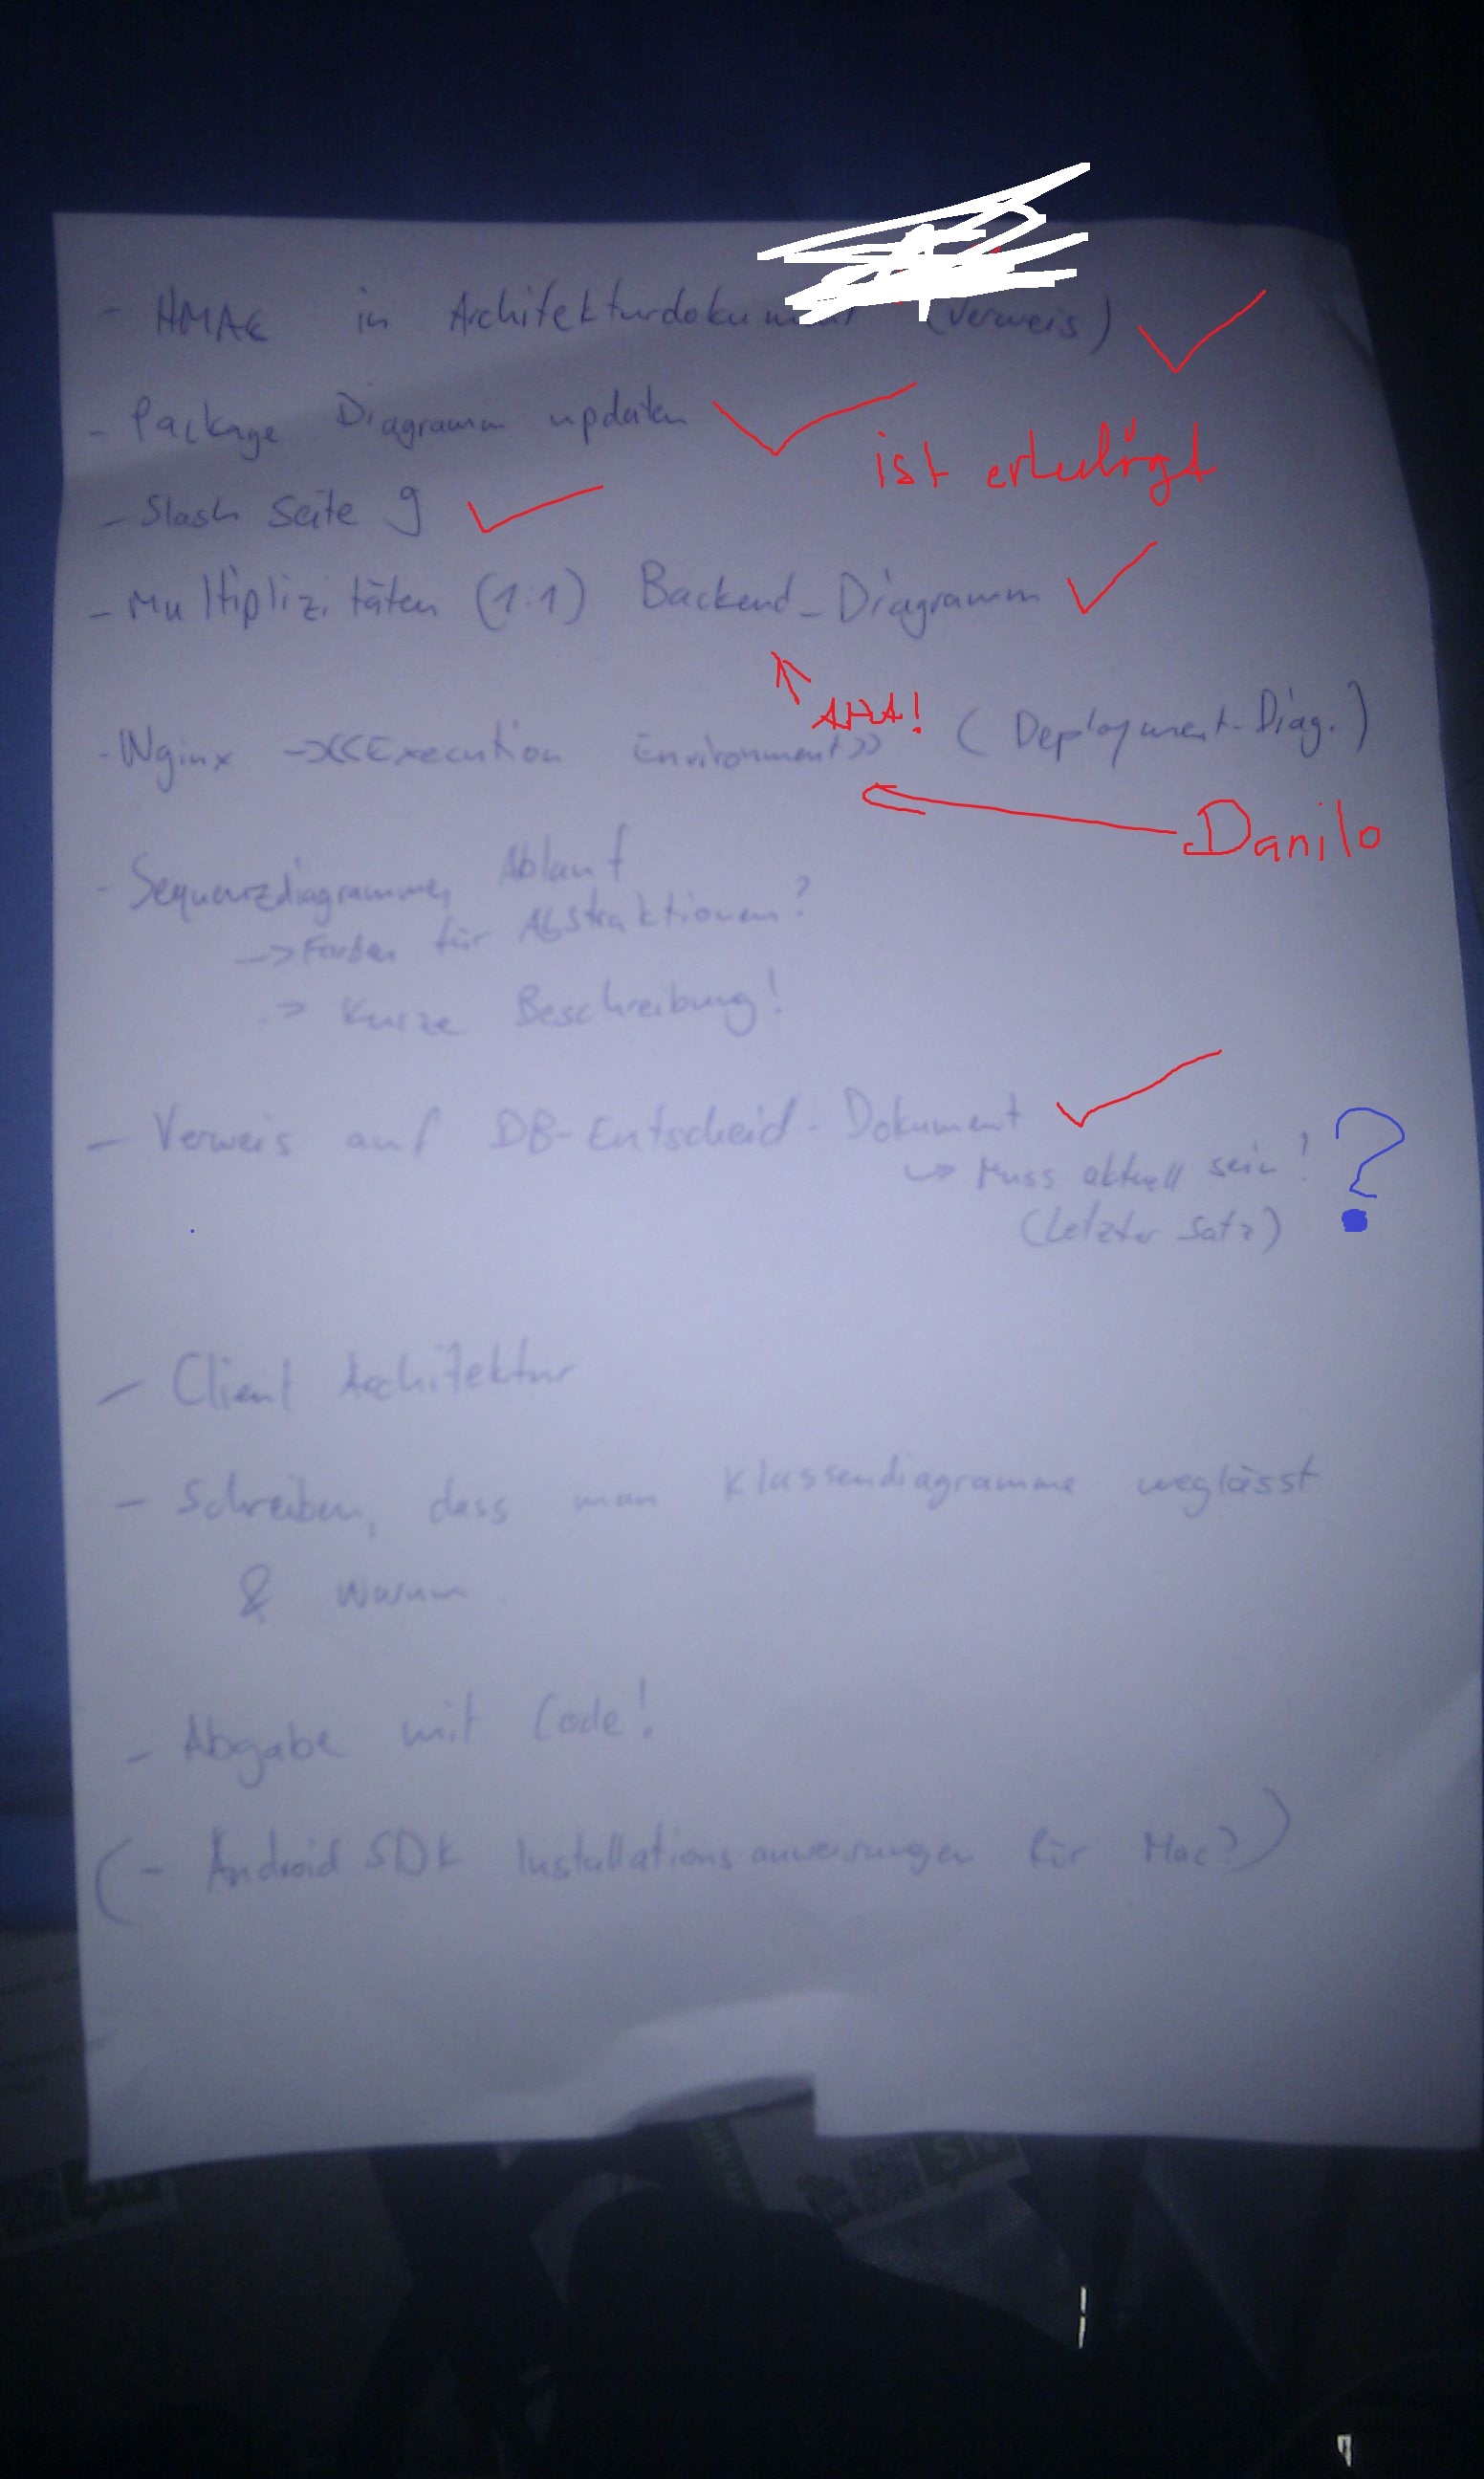 - HMAC in Architekturdokument (Verweis)
- Package Diagramm updaten
ist erledigt
- Slash Seite 9
- Multiplizitäten (1:1) Backend-Diagramm
AHA!
- Nginx -> <<Execution Environment>> (Deployment-Diag.)
Danilo
- Sequenzdiagramme, Ablauf
-> Farben für Abstraktionen?
> Kurze Beschreibung!
- Verweis auf DB-Entscheid-Dokument
↳ Muss aktuell sein! ?
(Letzter Satz)
- Client Architektur
- Schreiben, dass man Klassendiagramme weglässt
& warum
- Abgabe mit Code!
(- Android SDK Installationsanweisungen für Mac?)